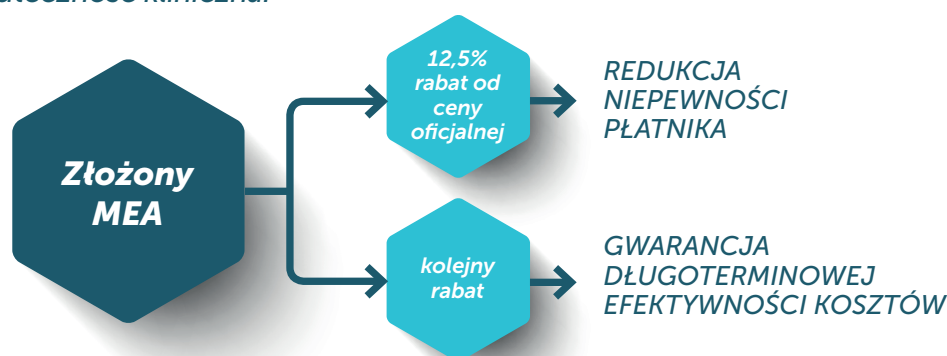 Złożony
MEA
12,5%
rabat od
ceny
oficjalnej
REDUKCJA
NIEPEWNOŚCI
PŁATNIKA
kolejny
rabat
GWARANCJA
DŁUGOTERMINOWEJ
EFEKTYWNOŚCI KOSZTÓW